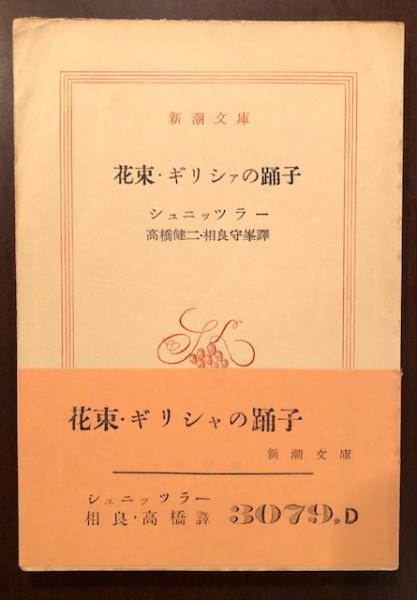 新潮文庫
花束・ギリシァの踊子
シュニッツラー
高橋健二・相良守峯譯
花束・ギリシャの踊子
新潮文庫
シュニッツラー
相良・高橋譯
3079,D